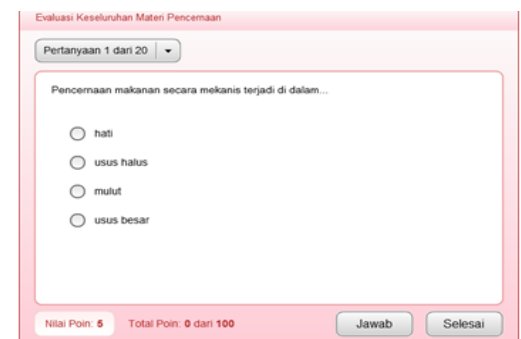 Evaluasi Keseluruhan Materi Pencernaan
Pertanyaan 1 dari 20
Pencernaan makanan secara mekanis terjadi di dalam...
hati
usus halus
mulut
usus besar
Nilai Poin: 5 Total Poin: 0 dari 100 Jawab Selesai